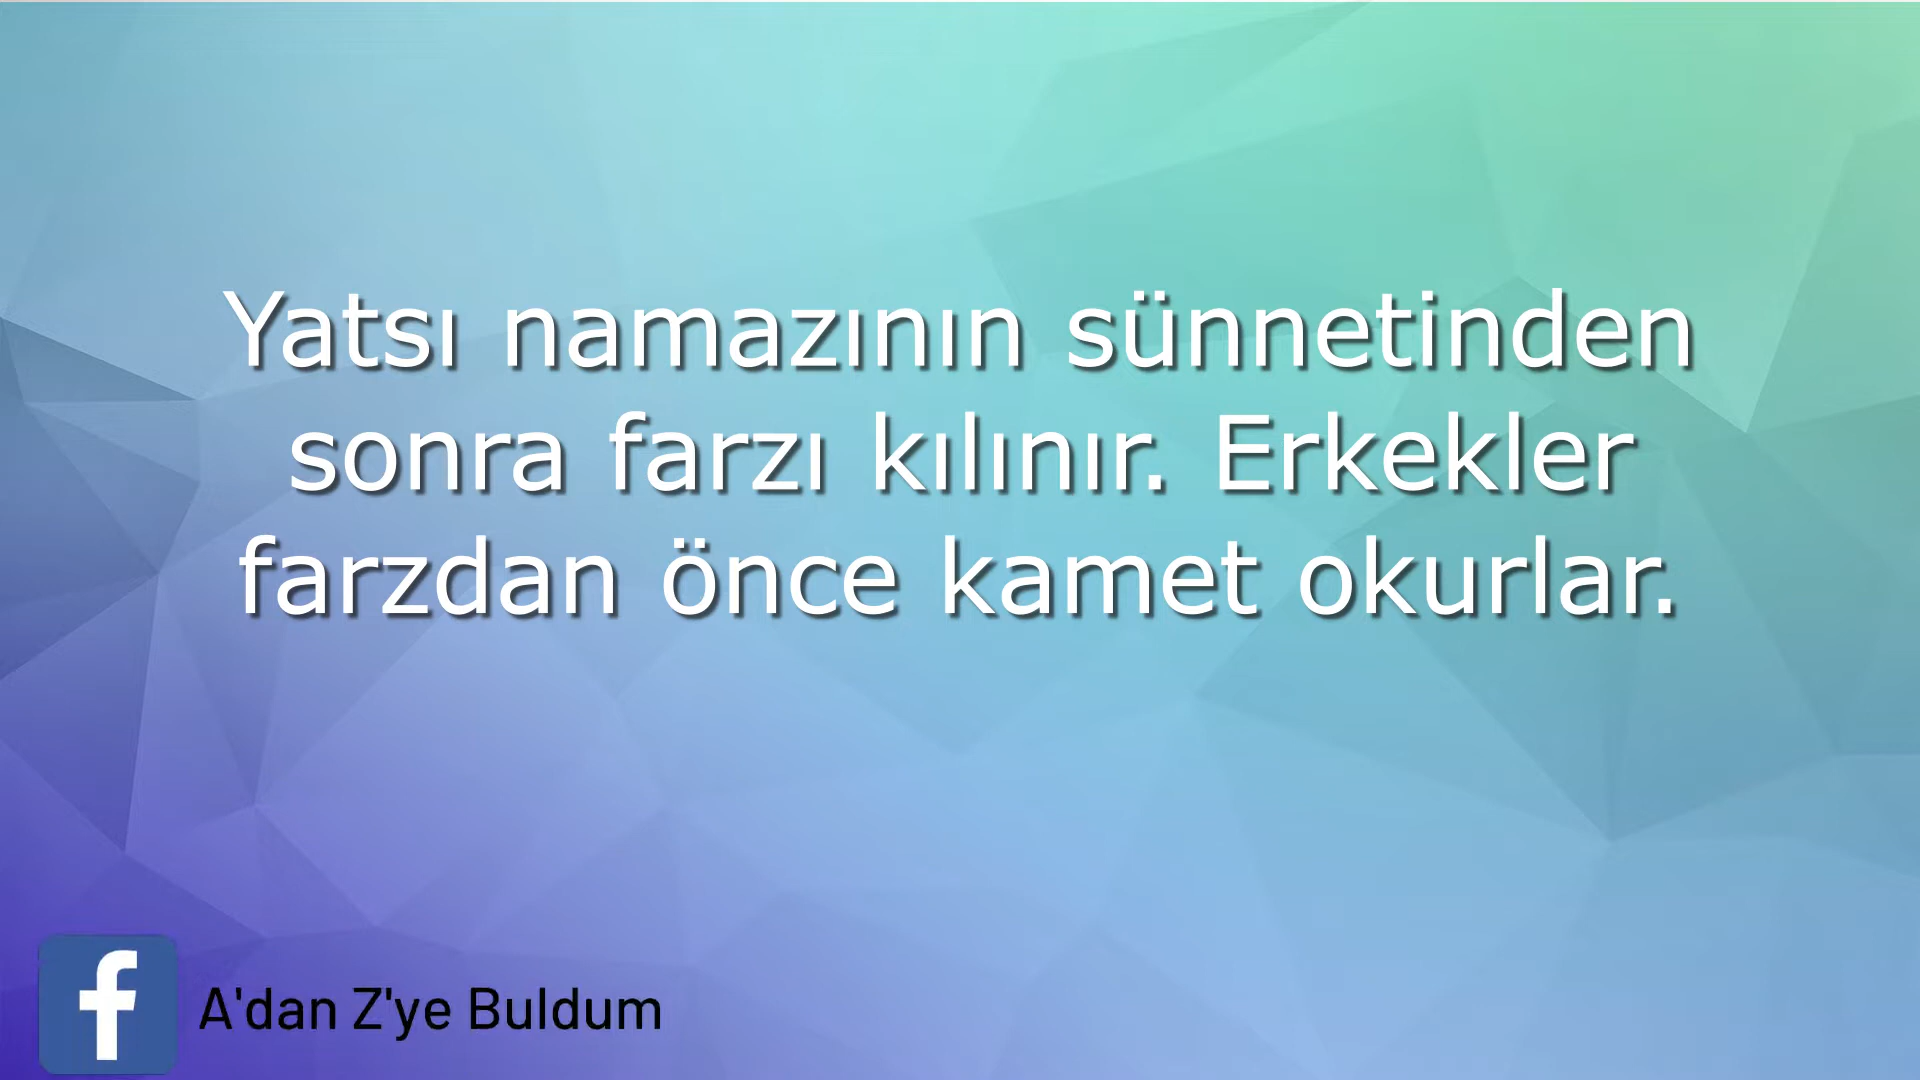 Yatsı namazının sünnetinden
sonra farzı kılınır. Erkekler
farzdan önce kamet okurlar.
f
A'dan Z'ye Buldum